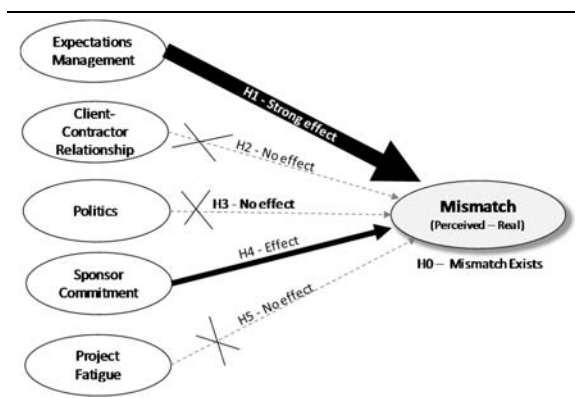 Expectations
Management
H1 - Strong effect
Client-
Contractor
Relationship
H2 - No effect
Politics
H3 - No effect
Mismatch
(Perceived – Real)
H0 – Mismatch Exists
Sponsor
Commitment
H4 - Effect
H5 - No effect
Project
Fatigue